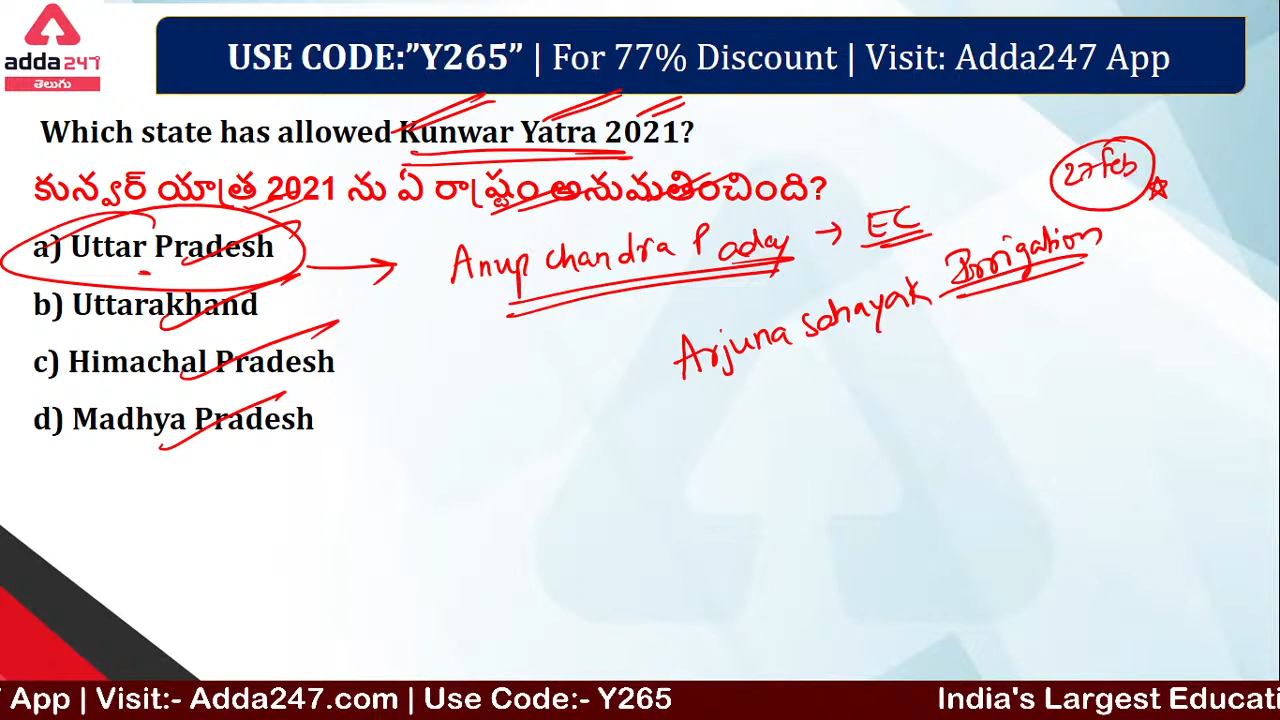 adda247
తెలుగు
USE CODE:”Y265” | For 77% Discount | Visit: Adda247 App
Which state has allowed Kunwar Yatra 2021?
కున్వర్ యాత్ర 2021 ను ఏ రాష్ట్రం అనుమతించింది?
27 Feb
a) Uttar Pradesh
Anup chandra Paday → EC
Irrigation
b) Uttarakhand
Arjuna sahayak
c) Himachal Pradesh
d) Madhya Pradesh
App | Visit:- Adda247.com | Use Code:- Y265
India's Largest Educati